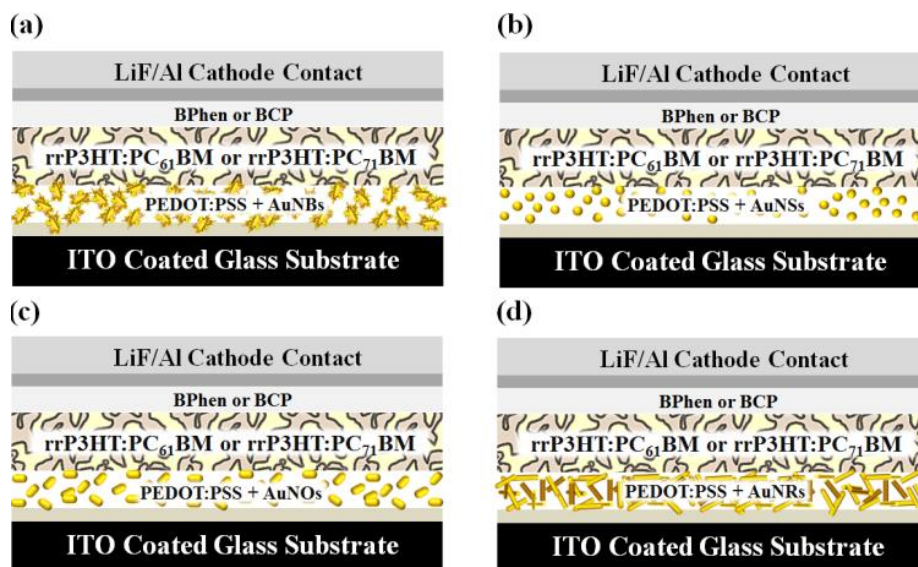 (a)
LiF/Al Cathode Contact
BPhen or BCP
rrP3HT:PC₆₁BM or rrP3HT:PC₇₁BM
PEDOT:PSS + AuNBs
ITO Coated Glass Substrate
(b)
LiF/Al Cathode Contact
BPhen or BCP
rrP3HT:PC₆₁BM or rrP3HT:PC₇₁BM
PEDOT:PSS + AuNSs
ITO Coated Glass Substrate
(c)
LiF/Al Cathode Contact
BPhen or BCP
rrP3HT:PC₆₁BM or rrP3HT:PC₇₁BM
PEDOT:PSS + AuNOs
ITO Coated Glass Substrate
(d)
LiF/Al Cathode Contact
BPhen or BCP
rrP3HT:PC₆₁BM or rrP3HT:PC₇₁BM
PEDOT:PSS + AuNRs
ITO Coated Glass Substrate